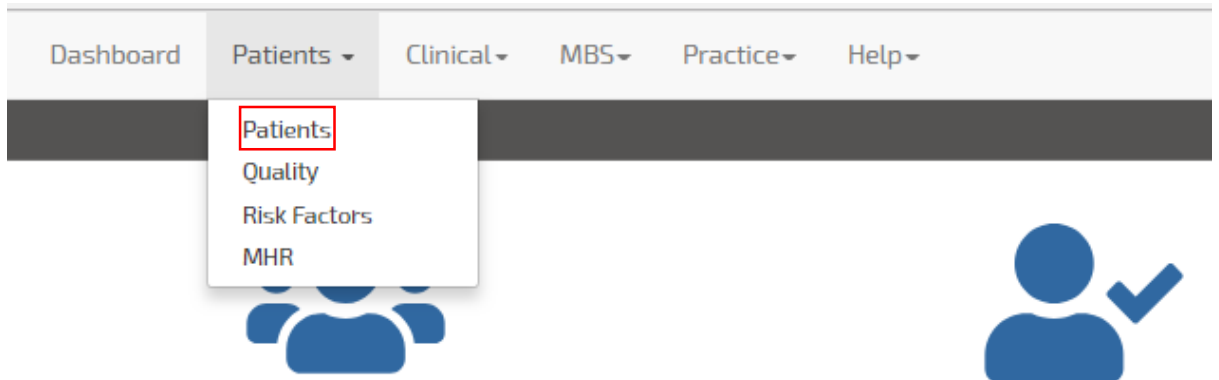 Dashboard Patients Clinical MBS Practice Help
Patients
Quality
Risk Factors
MHR